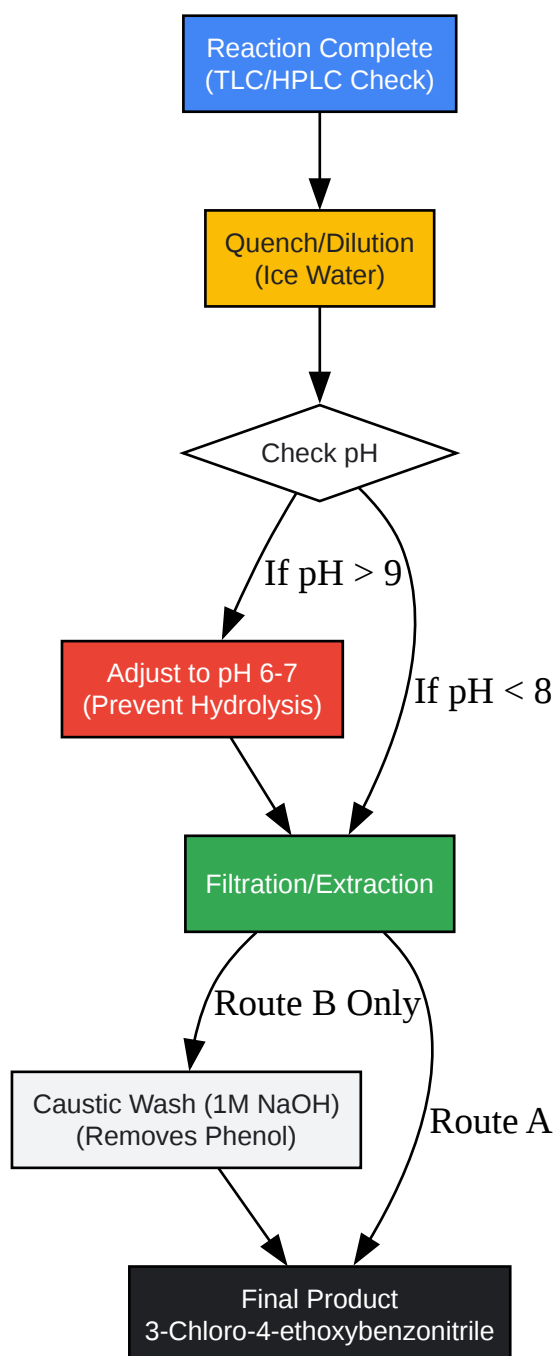 Reaction Complete
(TLC/HPLC Check)
Quench/Dilution
(Ice Water)
Check pH
If pH > 9
Adjust to pH 6-7
(Prevent Hydrolysis)
If pH < 8
Filtration/Extraction
Route B Only
Caustic Wash (1M NaOH)
(Removes Phenol)
Route A
Final Product
3-Chloro-4-ethoxybenzonitrile